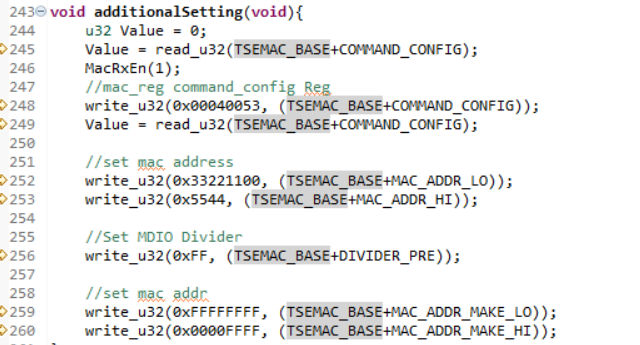 243 void additionalSetting(void){
244 u32 Value = 0;
245 Value = read_u32(TSEMAC_BASE+COMMAND_CONFIG);
246 MacRxEn(1);
247 //mac_reg command_config Reg
248 write_u32(0x00040053, (TSEMAC_BASE+COMMAND_CONFIG));
249 Value = read_u32(TSEMAC_BASE+COMMAND_CONFIG);
250
251 //set mac address
252 write_u32(0x33221100, (TSEMAC_BASE+MAC_ADDR_LO));
253 write_u32(0x5544, (TSEMAC_BASE+MAC_ADDR_HI));
254
255 //Set MDIO Divider
256 write_u32(0xFF, (TSEMAC_BASE+DIVIDER_PRE));
257
258 //set mac addr
259 write_u32(0xFFFFFFFF, (TSEMAC_BASE+MAC_ADDR_MAKE_LO));
260 write_u32(0x0000FFFF, (TSEMAC_BASE+MAC_ADDR_MAKE_HI));